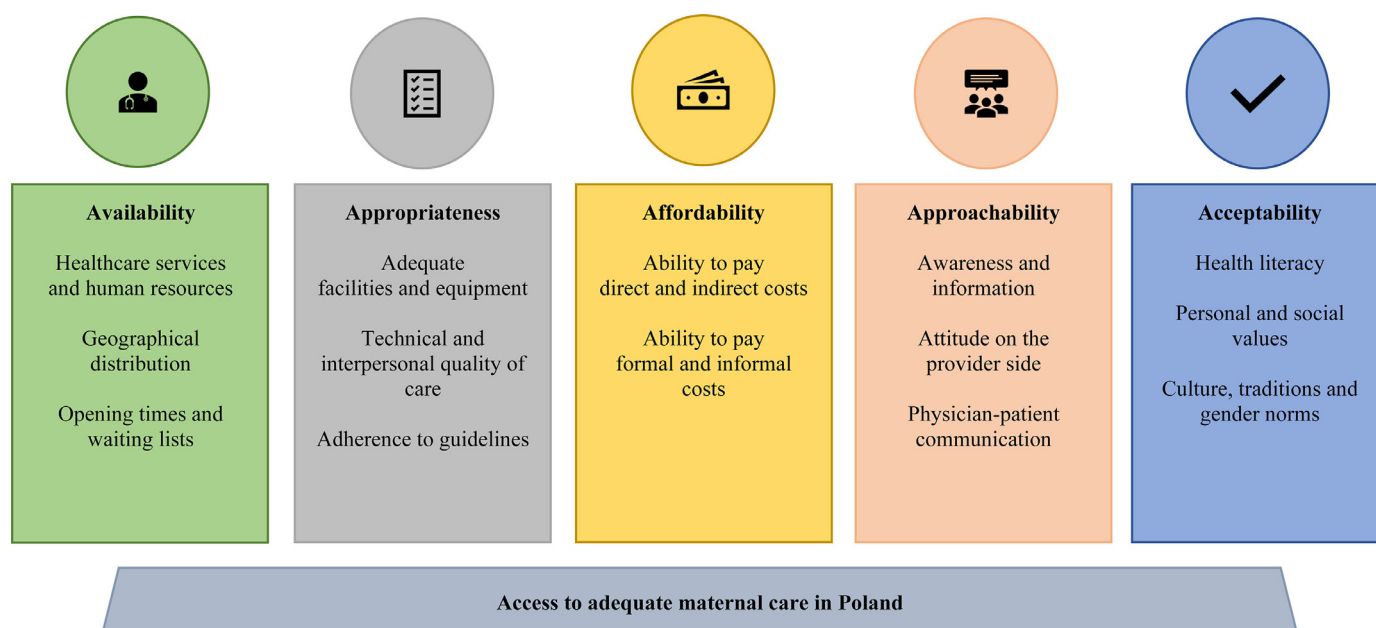 Availability
Healthcare services
and human resources
Geographical
distribution
Opening times and
waiting lists
Appropriateness
Adequate
facilities and equipment
Technical and
interpersonal quality of
care
Adherence to guidelines
Affordability
Ability to pay
direct and indirect costs
Ability to pay
formal and informal
costs
Approachability
Awareness and
information
Attitude on the
provider side
Physician-patient
communication
Acceptability
Health literacy
Personal and social
values
Culture, traditions and
gender norms
Access to adequate maternal care in Poland